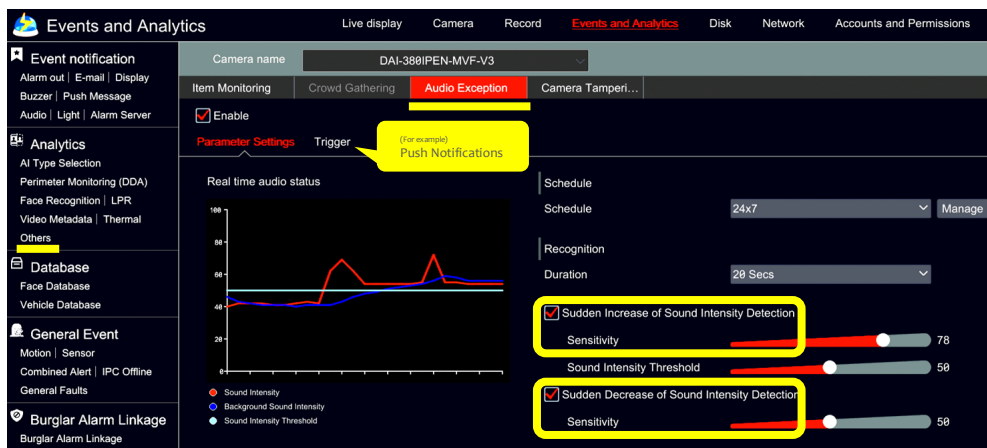 Events and Analytics
Live display Camera Record Events and Analytics Disk Network Accounts and Permissions
Event notification
Alarm out | E-mail | Display
Buzzer | Push Message
Audio | Light | Alarm Server
Analytics
AI Type Selection
Perimeter Monitoring (DDA)
Face Recognition | LPR
Video Metadata | Thermal
Others
Database
Face Database
Vehicle Database
General Event
Motion | Sensor
Combined Alert | IPC Offline
General Faults
Burglar Alarm Linkage
Burglar Alarm Linkage
Camera name DAI-380IPEN-MVF-V3
Item Monitoring Crowd Gathering Audio Exception Camera Tamperi...
Enable
Parameter Settings Trigger
(For example)
Push Notifications
Real time audio status
100
80
60
40
20
0
Sound Intensity
Background Sound Intensity
Sound Intensity Threshold
Schedule
Schedule 24x7 Manage
Recognition
Duration 20 Secs
Sudden Increase of Sound Intensity Detection
Sensitivity 78
Sound Intensity Threshold 50
Sudden Decrease of Sound Intensity Detection
Sensitivity 50